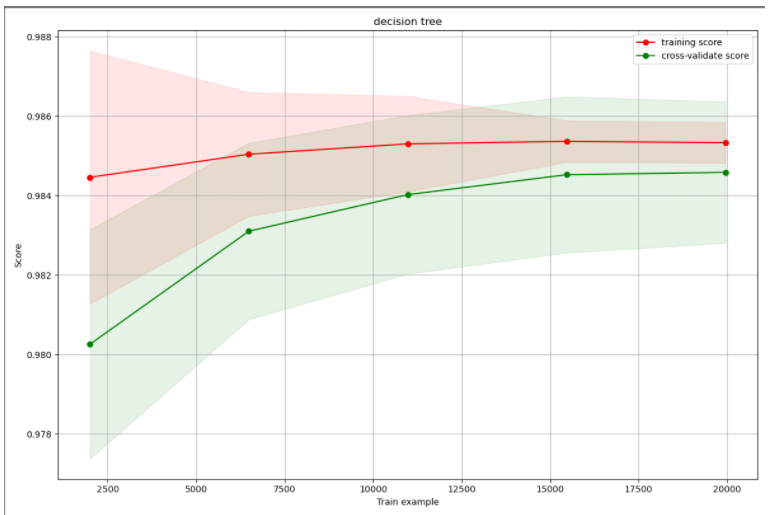 decision tree
training score
cross-validate score
Score
0.988
0.986
0.984
0.982
0.980
0.978
2500
5000
7500
10000
12500
15000
17500
20000
Train example